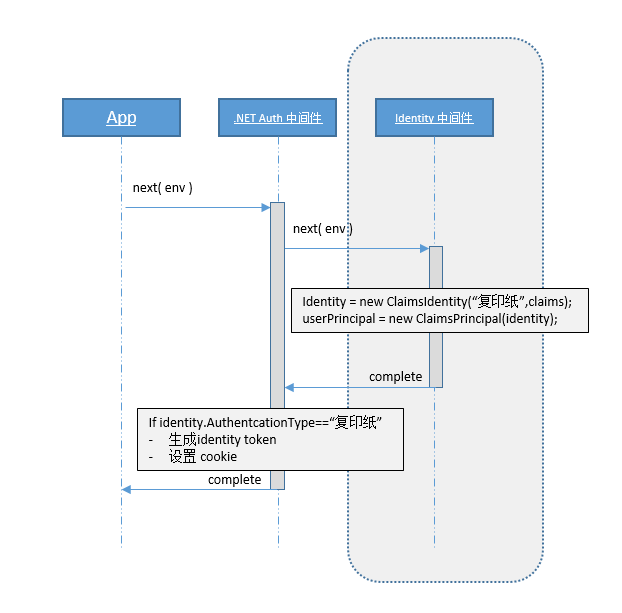 App
.NET Auth 中间件
Identity 中间件
next( env )
next( env )
Identity = new ClaimsIdentity(“复印纸”,claims);
userPrincipal = new ClaimsPrincipal(identity);
complete
If identity.AuthentcationType==“复印纸”
- 生成identity token
- 设置 cookie
complete